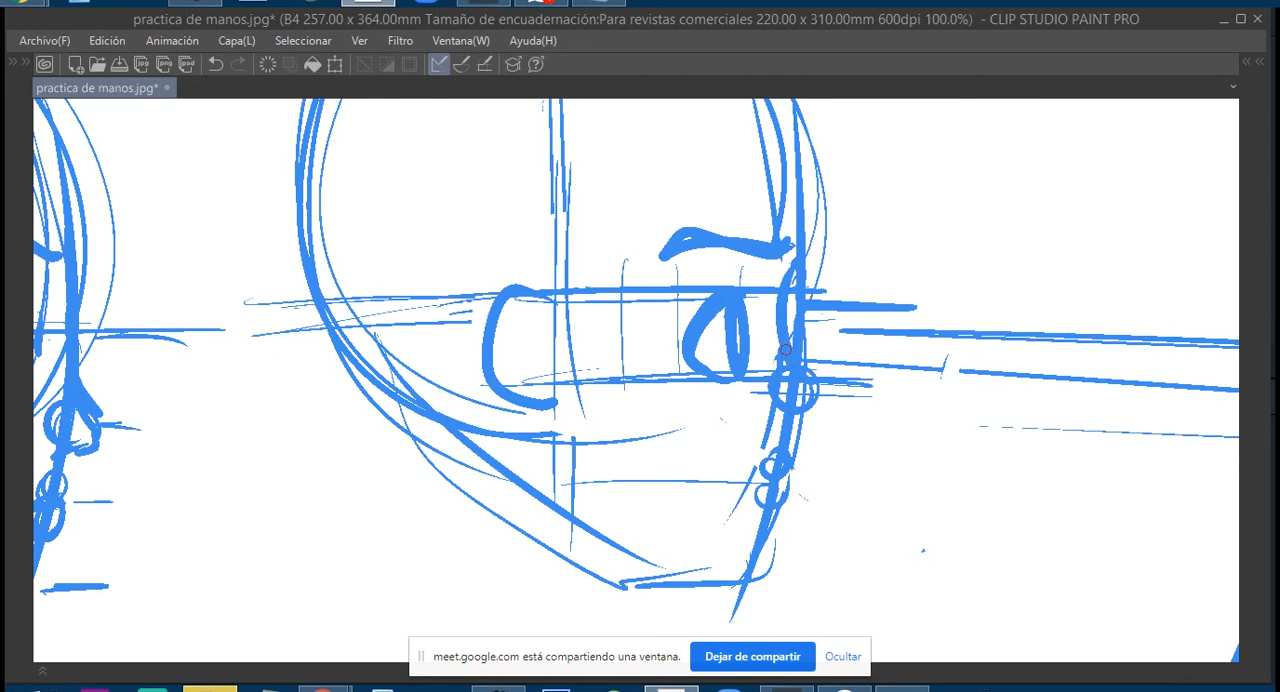 practica de manos.jpg* (B4 257.00 x 364.00mm Tamaño de encuadernación:Para revistas comerciales 220.00 x 310.00mm 600dpi 100.0%) - CLIP STUDIO PAINT PRO
Archivo(F) Edición Animación Capa(L) Seleccionar Ver Filtro Ventana(W) Ayuda(H)
practica de manos.jpg*
meet.google.com está compartiendo una ventana. Dejar de compartir Ocultar